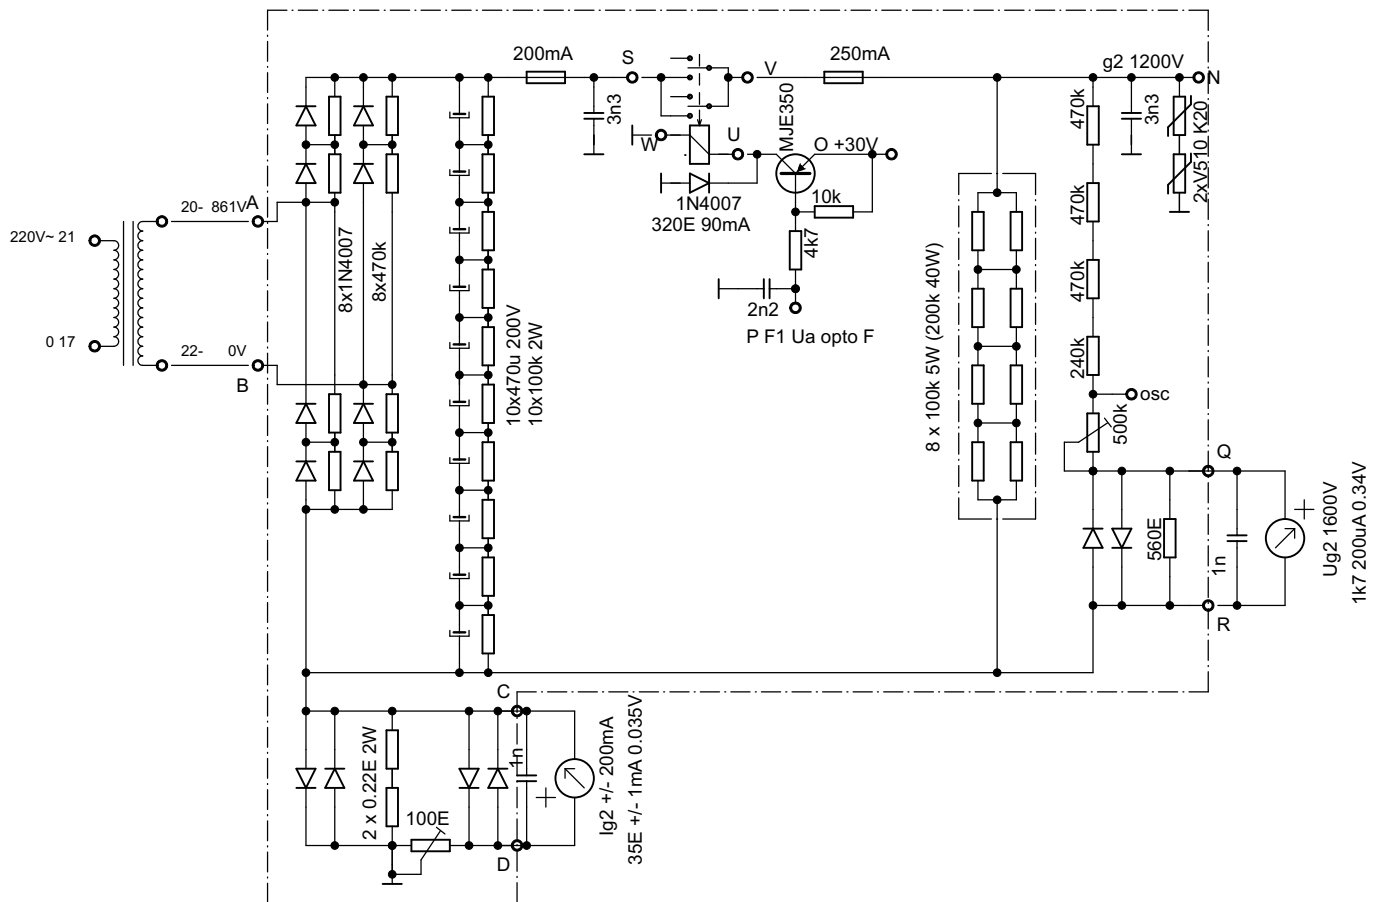 200mA
S
V
250mA
g2 1200V
N
3n3
MJE350
470k
3n3
2xV510 K20
W
U
O +30V
1N4007
320E 90mA
10k
4k7
20- 861V
A
220V~ 21
8x1N4007
8x470k
470k
2n2
P F1 Ua opto F
10x470u 200V
10x100k 2W
8 x 100k 5W (200k 40W)
470k
0 17
22- 0V
B
240k
osc
500k
Q
560E
1n
Ug2 1600V
1k7 200uA 0.34V
R
C
1n
2 x 0.22E 2W
100E
Ig2 +/- 200mA
35E +/- 1mA 0.035V
D